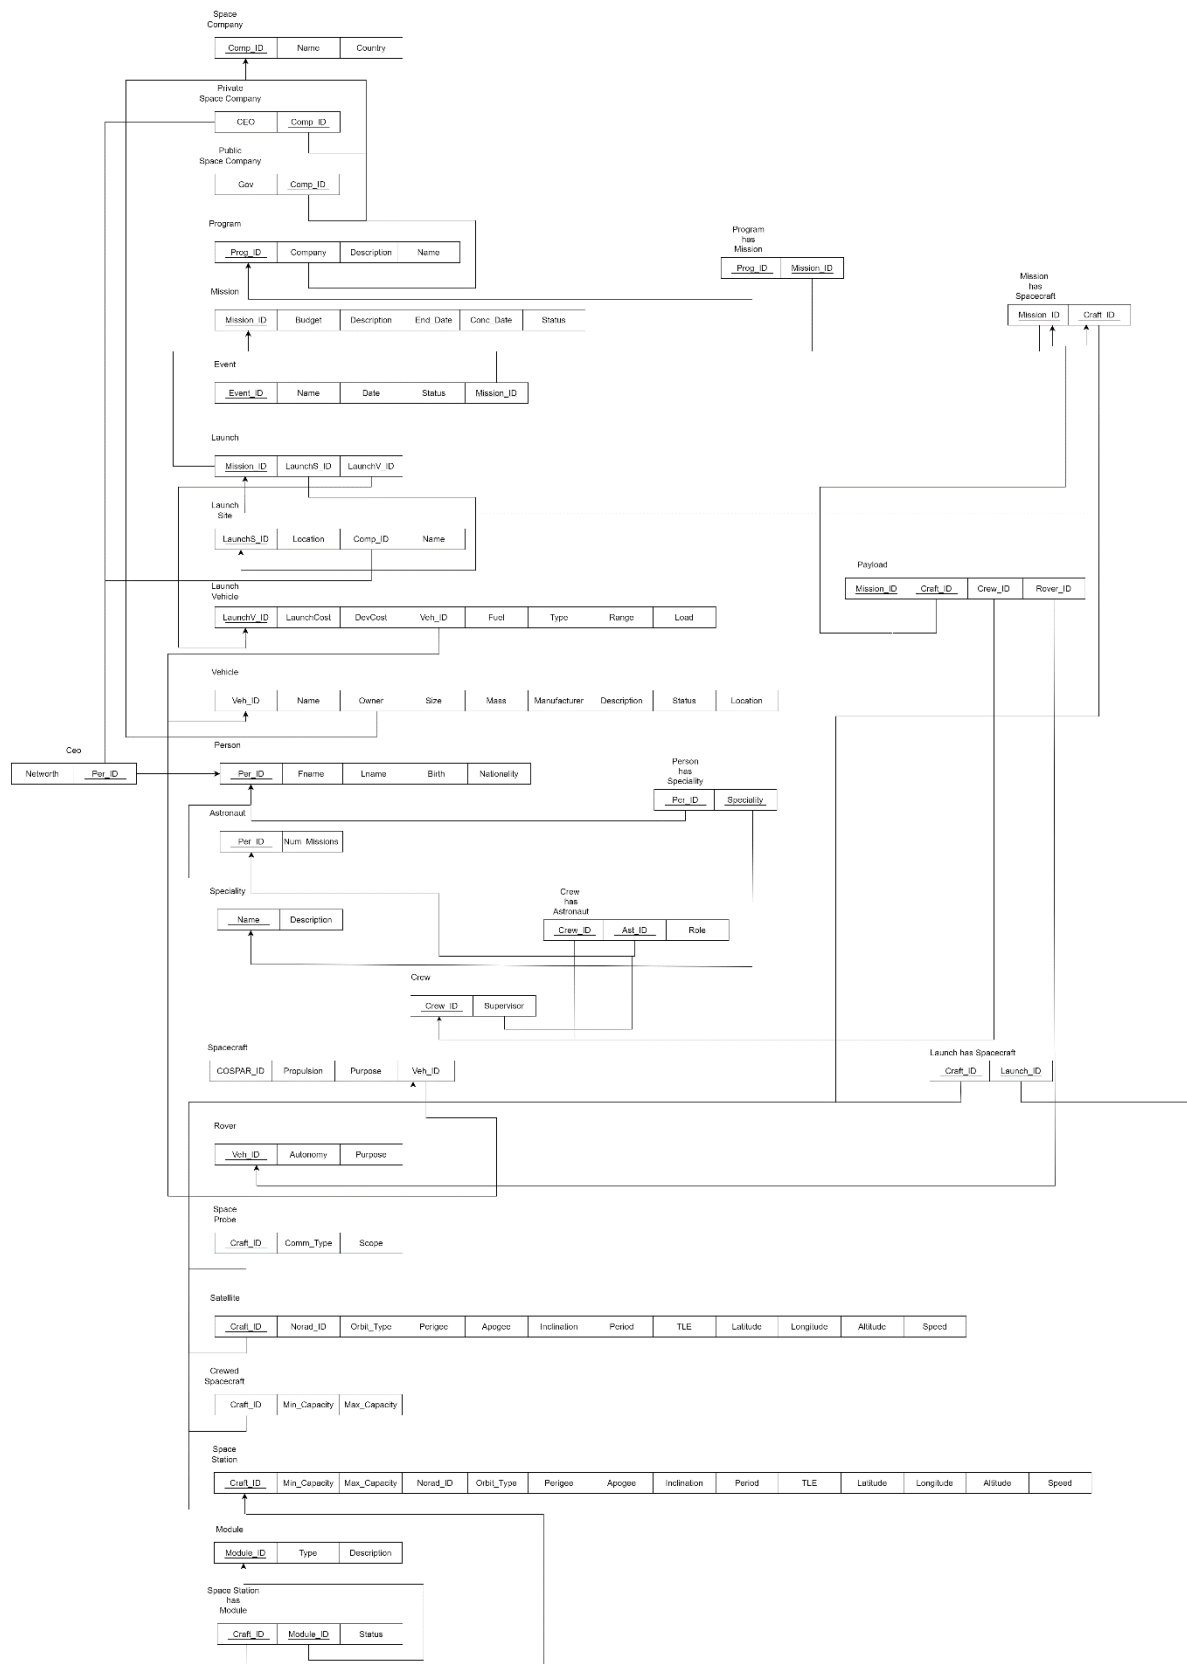 Space
Company
Comp_ID Name Country
Private
Space Company
CEO Comp_ID
Public
Space Company
Gov Comp_ID
Program
Prog_ID Company Description Name
Program
has
Mission
Prog_ID Mission_ID
Mission
Mission_ID Budget Description End_Date Conc_Date Status
Mission
has
Spacecraft
Mission_ID Craft_ID
Event
Event_ID Name Date Status Mission_ID
Launch
Mission_ID LaunchS_ID LaunchV_ID
Launch
Site
LaunchS_ID Location Comp_ID Name
Payload
Mission_ID Craft_ID Crew_ID Rover_ID
Launch
Vehicle
LaunchV_ID LaunchCost DevCost Veh_ID Fuel Type Range Load
Vehicle
Veh_ID Name Owner Size Mass Manufacturer Description Status Location
Ceo
Networth Per_ID
Person
Per_ID Fname Lname Birth Nationality
Person
has
Speciality
Per_ID Speciality
Astronaut
Per_ID Num_Missions
Speciality
Name Description
Crew
has
Astronaut
Crew_ID Ast_ID Role
Crew
Crew_ID Supervisor
Spacecraft
COSPAR_ID Propulsion Purpose Veh_ID
Launch has Spacecraft
Craft_ID Launch_ID
Rover
Veh_ID Autonomy Purpose
Space
Probe
Craft_ID Comm_Type Scope
Satellite
Craft_ID Norad_ID Orbit_Type Perigee Apogee Inclination Period TLE Latitude Longitude Altitude Speed
Crewed
Spacecraft
Craft_ID Min_Capacity Max_Capacity
Space
Station
Craft_ID Min_Capacity Max_Capacity Norad_ID Orbit_Type Perigee Apogee Inclination Period TLE Latitude Longitude Altitude Speed
Module
Module_ID Type Description
Space Station
has
Module
Craft_ID Module_ID Status